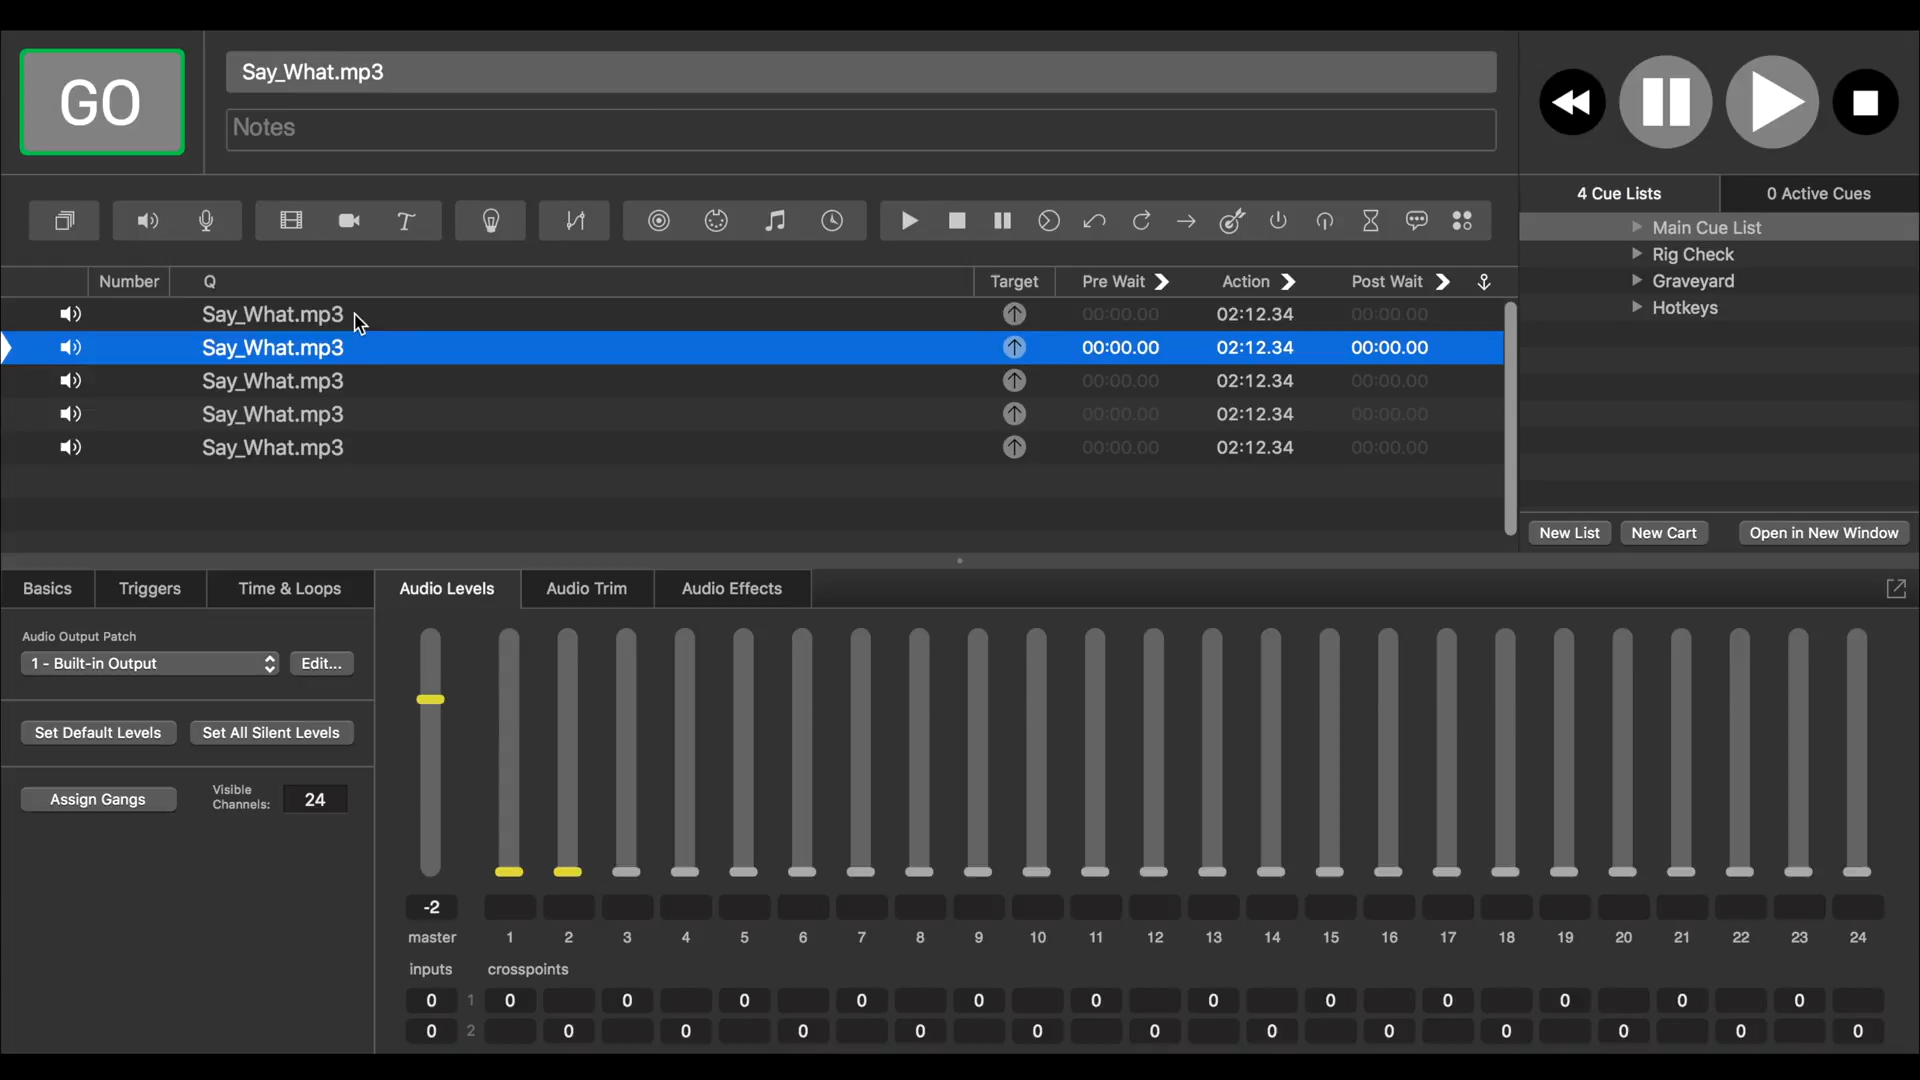 GO
Say_What.mp3
Notes
4 Cue Lists
0 Active Cues
Main Cue List
Rig Check
Graveyard
Hotkeys
Number Q Target Pre Wait Action Post Wait
Say_What.mp3 00:00.00 02:12.34 00:00.00
Say_What.mp3 00:00.00 02:12.34 00:00.00
Say_What.mp3 00:00.00 02:12.34 00:00.00
Say_What.mp3 00:00.00 02:12.34 00:00.00
Say_What.mp3 00:00.00 02:12.34 00:00.00
New List New Cart Open in New Window
Basics Triggers Time & Loops Audio Levels Audio Trim Audio Effects
Audio Output Patch
1 - Built-in Output Edit...
Set Default Levels Set All Silent Levels
Assign Gangs Visible Channels: 24
-2
master 1 2 3 4 5 6 7 8 9 10 11 12 13 14 15 16 17 18 19 20 21 22 23 24
inputs crosspoints
0 1 0 0 0 0 0 0 0 0 0 0 0 0
0 2 0 0 0 0 0 0 0 0 0 0 0 0